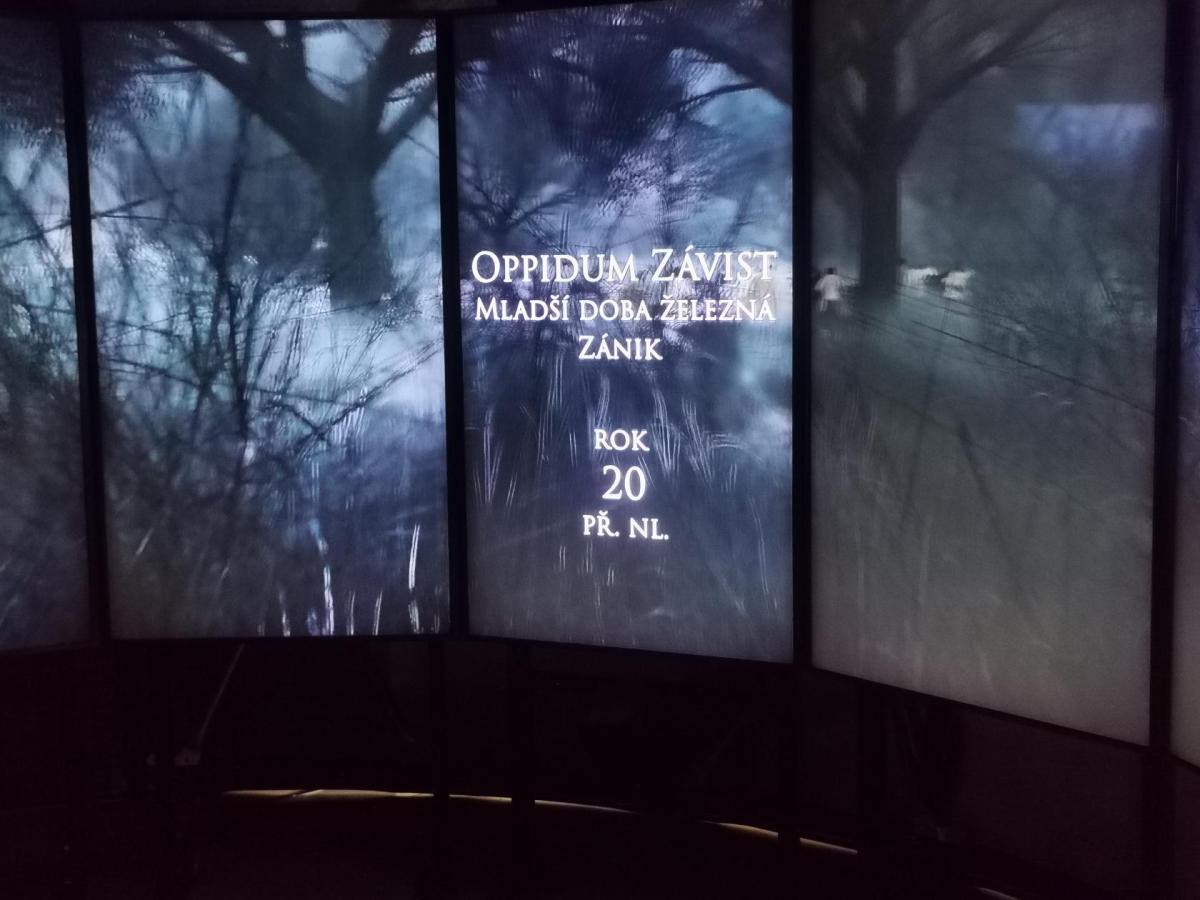 OPPIDUM ZÁVIST
MLADŠÍ DOBA ŽELEZNÁ
ZÁNIK
ROK
20
PŘ. NL.